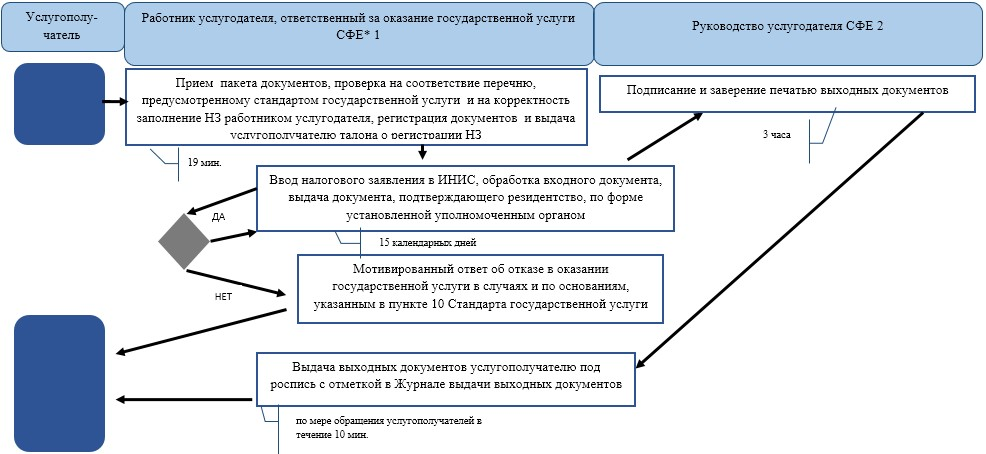 Услугополу-
чатель
Работник услугодателя, ответственный за оказание государственной услуги
СФЕ* 1
Руководство услугодателя СФЕ 2
Прием пакета документов, проверка на соответствие перечню,
предусмотренному стандартом государственной услуги и на корректность
заполнение НЗ работником услугодателя, регистрация документов и выдача
услугополучателю талона о регистрации НЗ
Подписание и заверение печатью выходных документов
3 часа
19 мин.
Ввод налогового заявления в ИНИС, обработка входного документа,
выдача документа, подтверждающего резидентство, по форме
установленной уполномоченным органом
ДА
15 календарных дней
Мотивированный ответ об отказе в оказании
государственной услуги в случаях и по основаниям,
указанным в пункте 10 Стандарта государственной услуги
НЕТ
Выдача выходных документов услугополучателю под
роспись с отметкой в Журнале выдачи выходных документов
по мере обращения услугополучателей в
течение 10 мин.